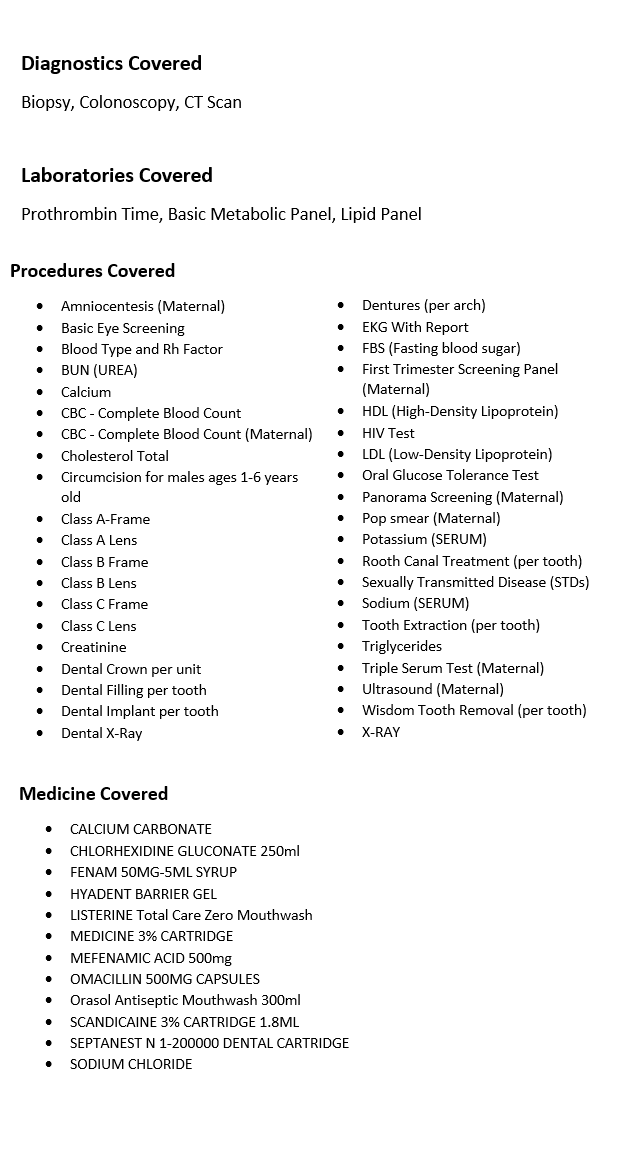 Diagnostics Covered
Biopsy, Colonoscopy, CT Scan
Laboratories Covered
Prothrombin Time, Basic Metabolic Panel, Lipid Panel
Procedures Covered
• Amniocentesis (Maternal)
• Basic Eye Screening
• Blood Type and Rh Factor
• BUN (UREA)
• Calcium
• CBC - Complete Blood Count
• CBC - Complete Blood Count (Maternal)
• Cholesterol Total
• Circumcision for males ages 1-6 years
old
• Class A-Frame
• Class A Lens
• Class B Frame
• Class B Lens
• Class C Frame
• Class C Lens
• Creatinine
• Dental Crown per unit
• Dental Filling per tooth
• Dental Implant per tooth
• Dental X-Ray
• Dentures (per arch)
• EKG With Report
• FBS (Fasting blood sugar)
• First Trimester Screening Panel
(Maternal)
• HDL (High-Density Lipoprotein)
• HIV Test
• LDL (Low-Density Lipoprotein)
• Oral Glucose Tolerance Test
• Panorama Screening (Maternal)
• Pop smear (Maternal)
• Potassium (SERUM)
• Rooth Canal Treatment (per tooth)
• Sexually Transmitted Disease (STDs)
• Sodium (SERUM)
• Tooth Extraction (per tooth)
• Triglycerides
• Triple Serum Test (Maternal)
• Ultrasound (Maternal)
• Wisdom Tooth Removal (per tooth)
• X-RAY
Medicine Covered
• CALCIUM CARBONATE
• CHLORHEXIDINE GLUCONATE 250ml
• FENAM 50MG-5ML SYRUP
• HYADENT BARRIER GEL
• LISTERINE Total Care Zero Mouthwash
• MEDICINE 3% CARTRIDGE
• MEFENAMIC ACID 500mg
• OMACILLIN 500MG CAPSULES
• Orasol Antiseptic Mouthwash 300ml
• SCANDICAINE 3% CARTRIDGE 1.8ML
• SEPTANEST N 1-200000 DENTAL CARTRIDGE
• SODIUM CHLORIDE